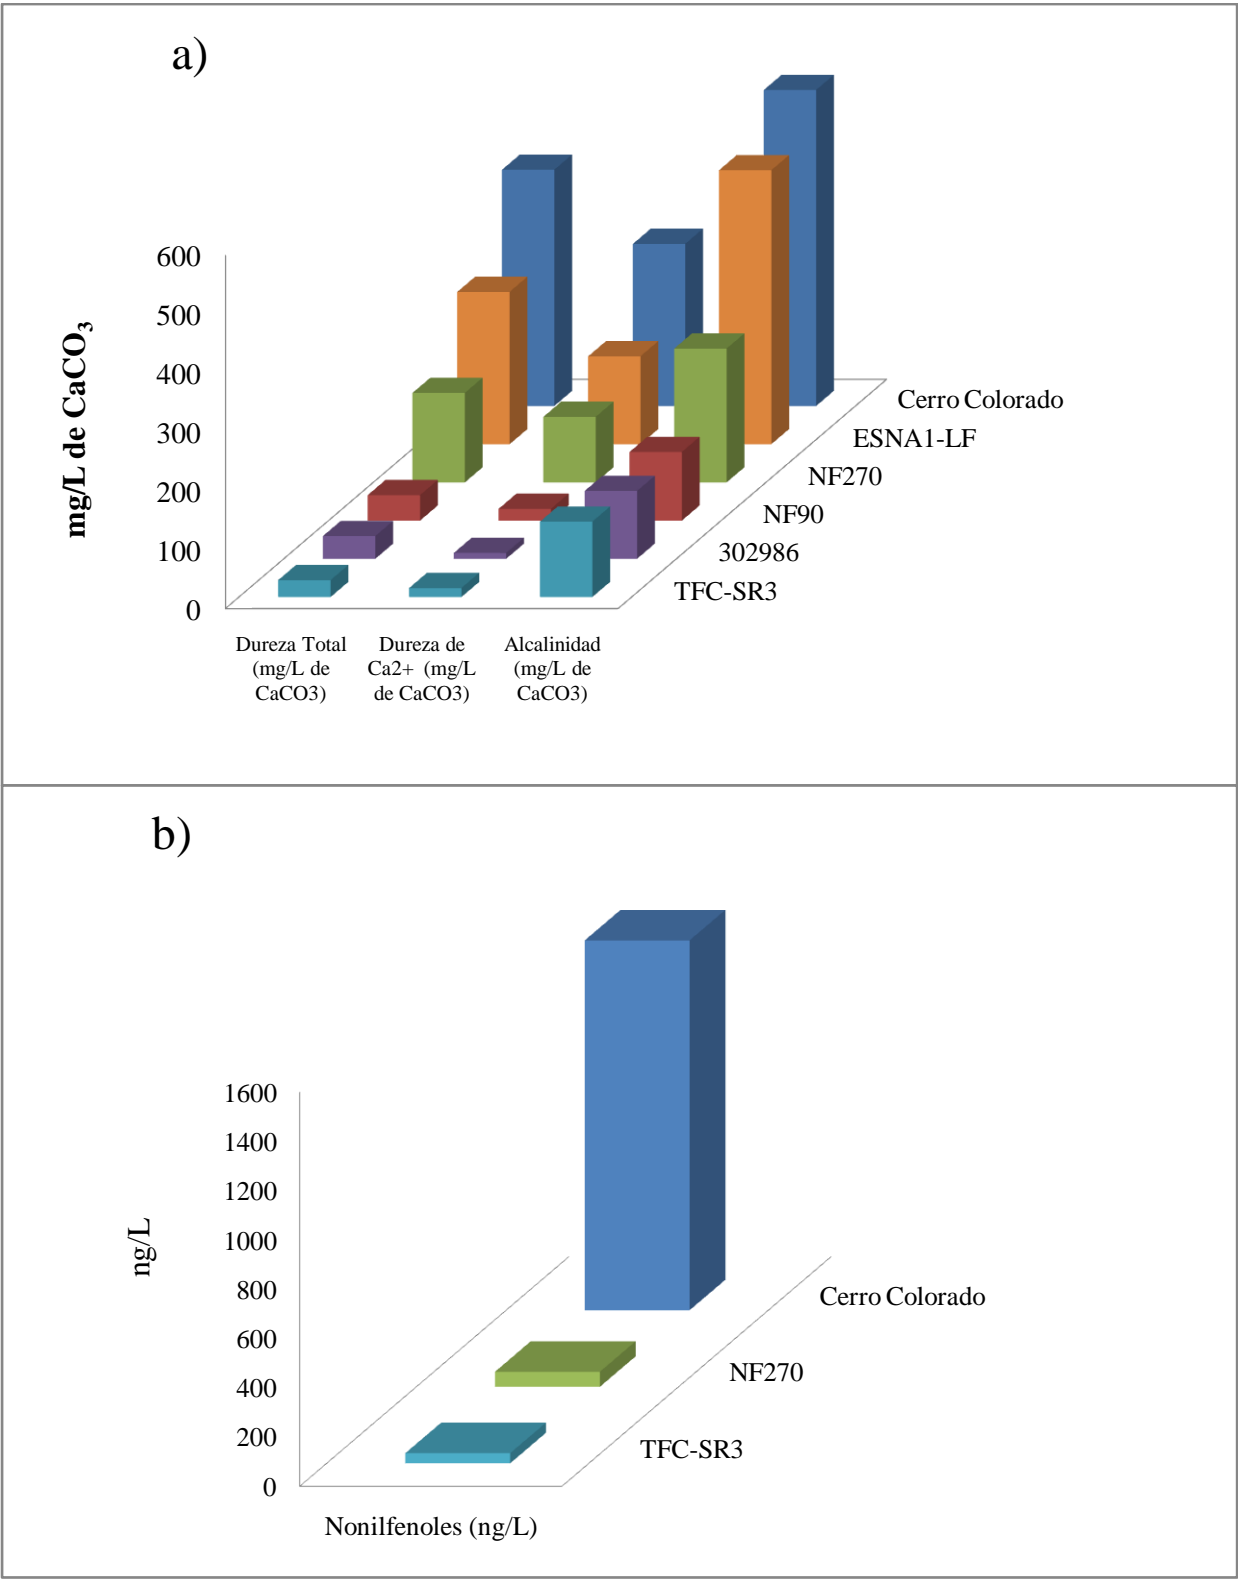 a)
600
500
400
300
200
100
0
mg/L de CaCO3
Cerro Colorado
ESNA1-LF
NF270
NF90
302986
TFC-SR3
Dureza Total
(mg/L de
CaCO3)
Dureza de
Ca2+ (mg/L
de CaCO3)
Alcalinidad
(mg/L de
CaCO3)
b)
1600
1400
1200
1000
800
600
400
200
0
ng/L
Cerro Colorado
NF270
TFC-SR3
Nonilfenoles (ng/L)